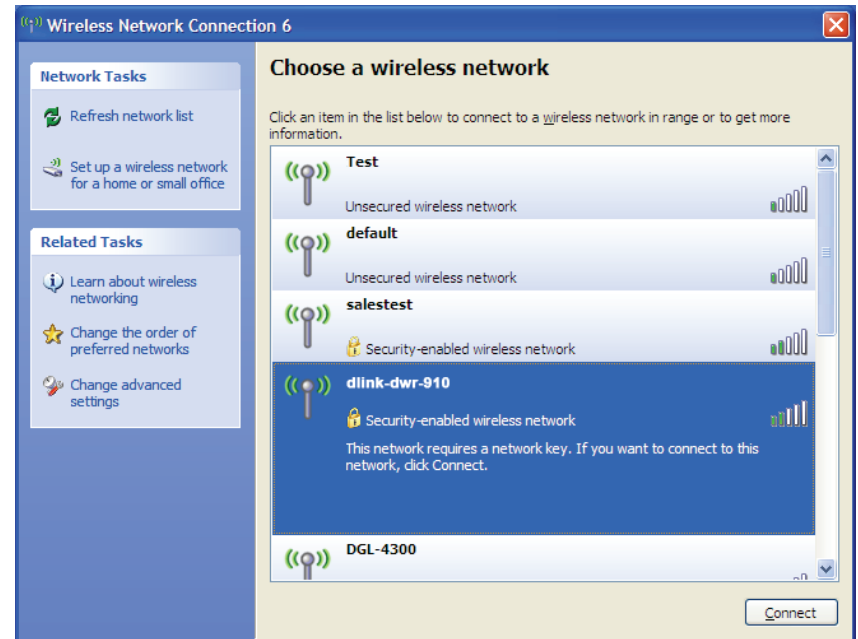 Wireless Network Connection 6
Network Tasks
Refresh network list
Set up a wireless network
for a home or small office
Related Tasks
Learn about wireless
networking
Change the order of
preferred networks
Change advanced
settings
Choose a wireless network
Click an item in the list below to connect to a wireless network in range or to get more
information.
Test
Unsecured wireless network
default
Unsecured wireless network
salestest
Security-enabled wireless network
dlink-dwr-910
Security-enabled wireless network
This network requires a network key. If you want to connect to this
network, click Connect.
DGL-4300
Connect